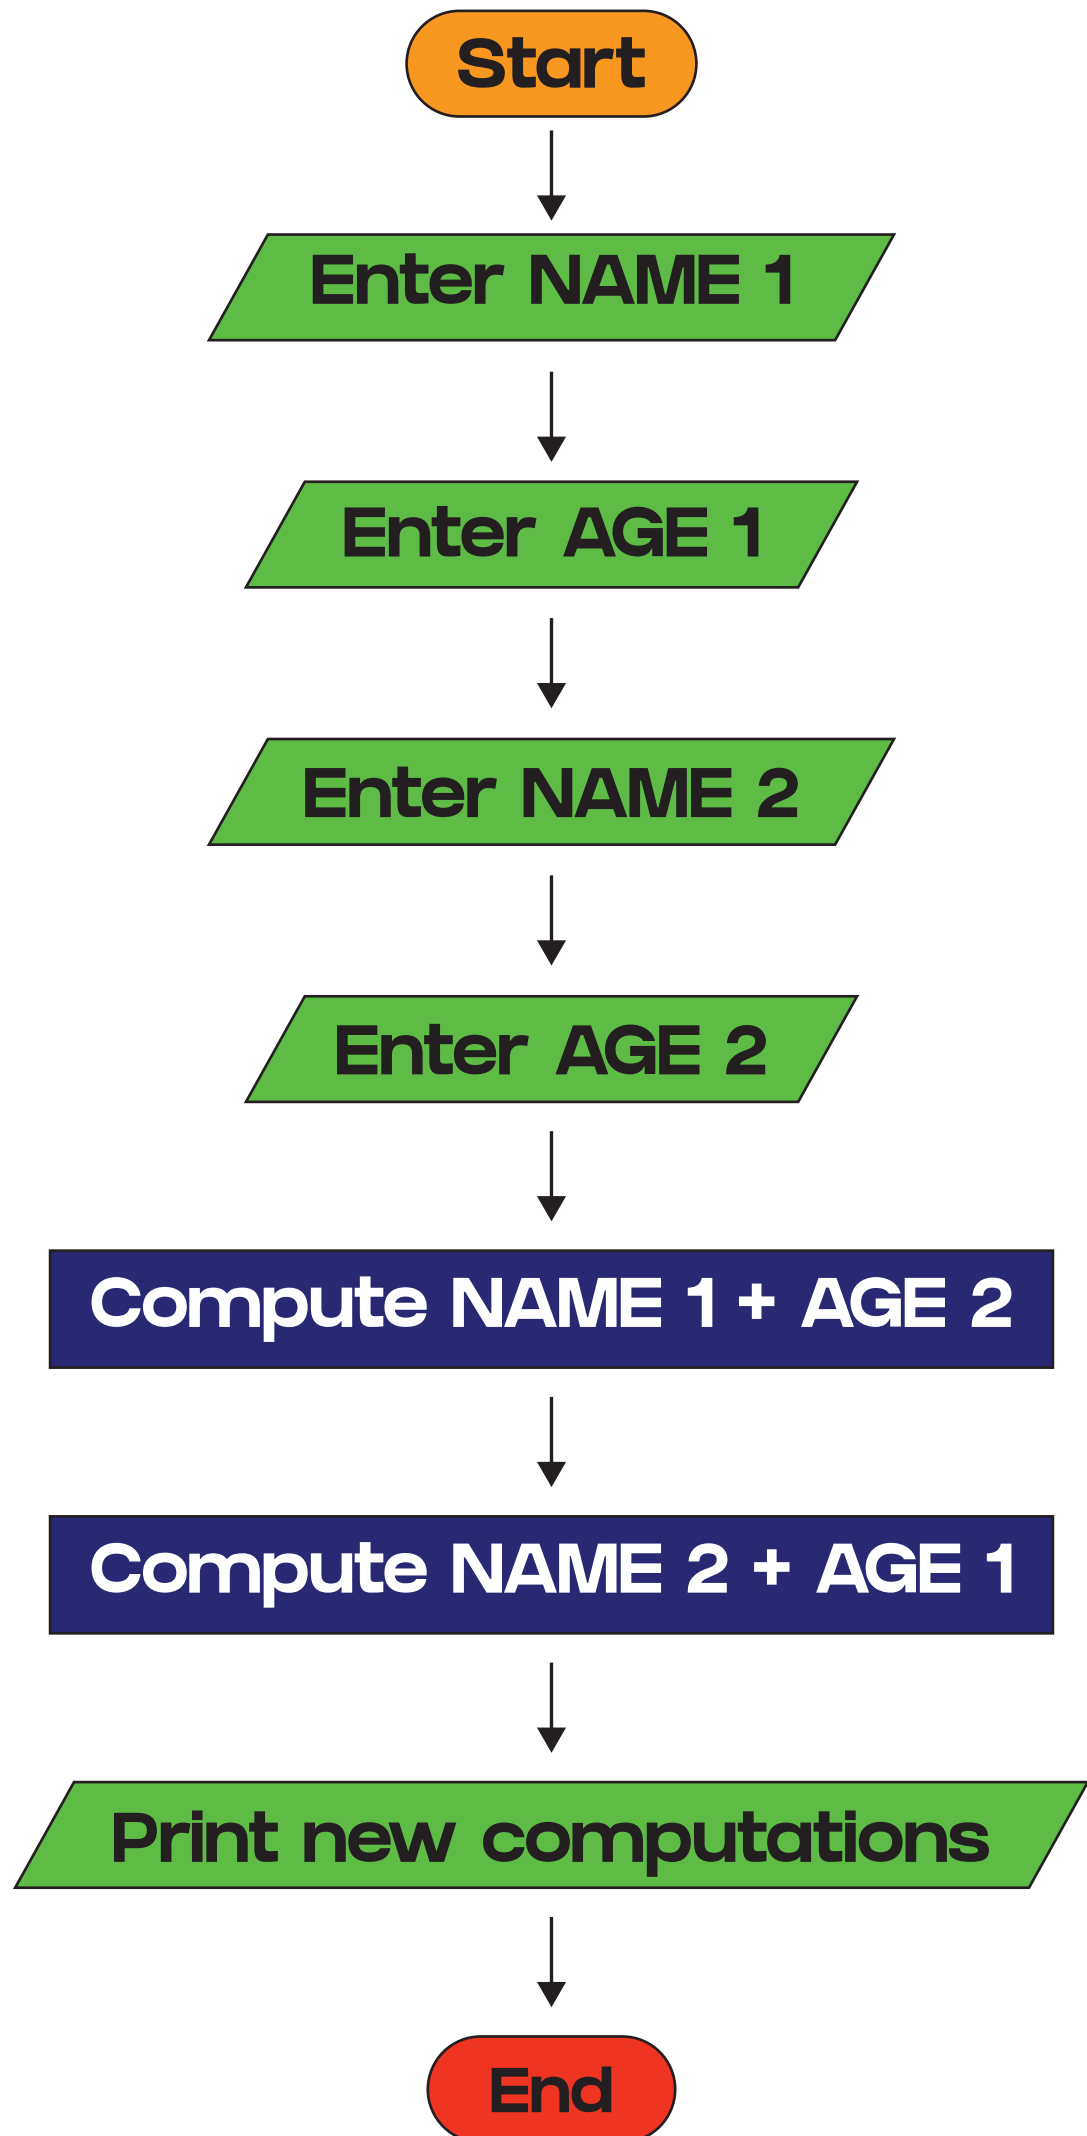 Start
Enter NAME 1
Enter AGE 1
Enter NAME 2
Enter AGE 2
Compute NAME 1 + AGE 2
Compute NAME 2 + AGE 1
Print new computations
End